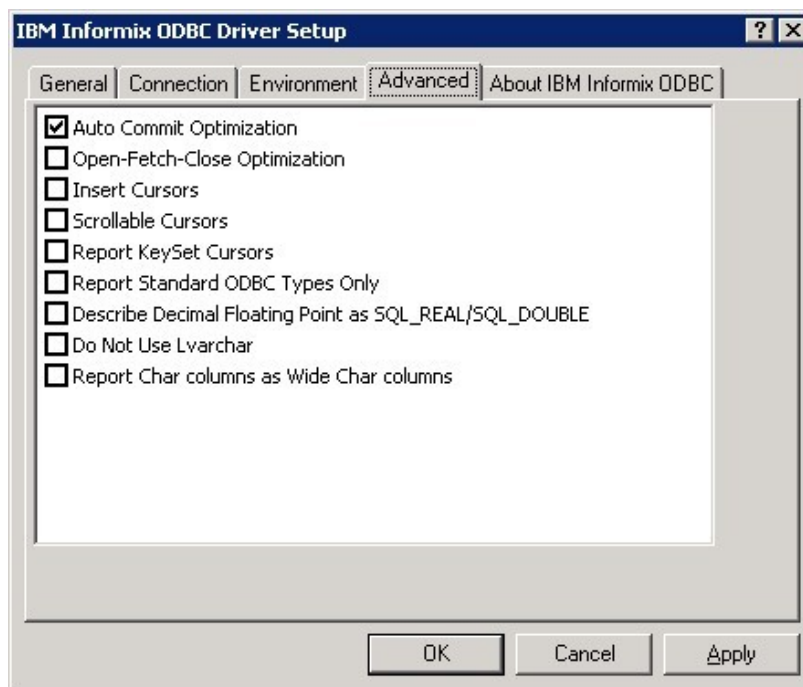 IBM Informix ODBC Driver Setup
General Connection Environment Advanced About IBM Informix ODBC
Auto Commit Optimization
Open-Fetch-Close Optimization
Insert Cursors
Scrollable Cursors
Report KeySet Cursors
Report Standard ODBC Types Only
Describe Decimal Floating Point as SQL_REAL/SQL_DOUBLE
Do Not Use Lvarchar
Report Char columns as Wide Char columns
OK Cancel Apply